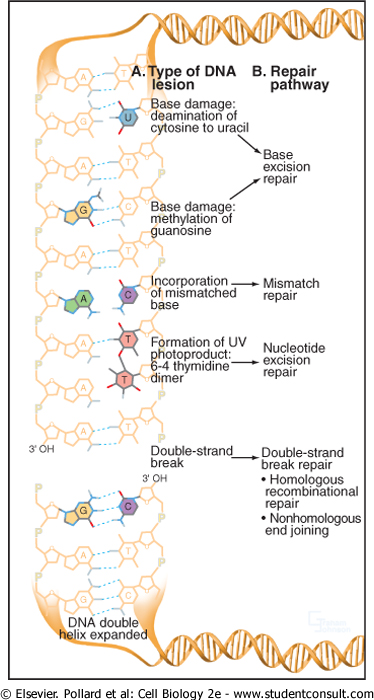 A. Type of DNA
lesion
B. Repair
pathway
Base damage:
deamination of
cytosine to uracil
Base
excision
repair
Base damage:
methylation of
guanosine
Incorporation
of mismatched
base
Mismatch
repair
Formation of UV
photoproduct:
6-4 thymidine
dimer
Nucleotide
excision
repair
Double-strand
break
Double-strand
break repair
• Homologous
recombinational
repair
• Nonhomologous
end joining
A T
G U
A T
G C
A T
A C
A T
T
A T
3' OH
3' OH
G C
A T
G C
P
DNA double
helix expanded
© Elsevier. Pollard et al: Cell Biology 2e - www.studentconsult.com